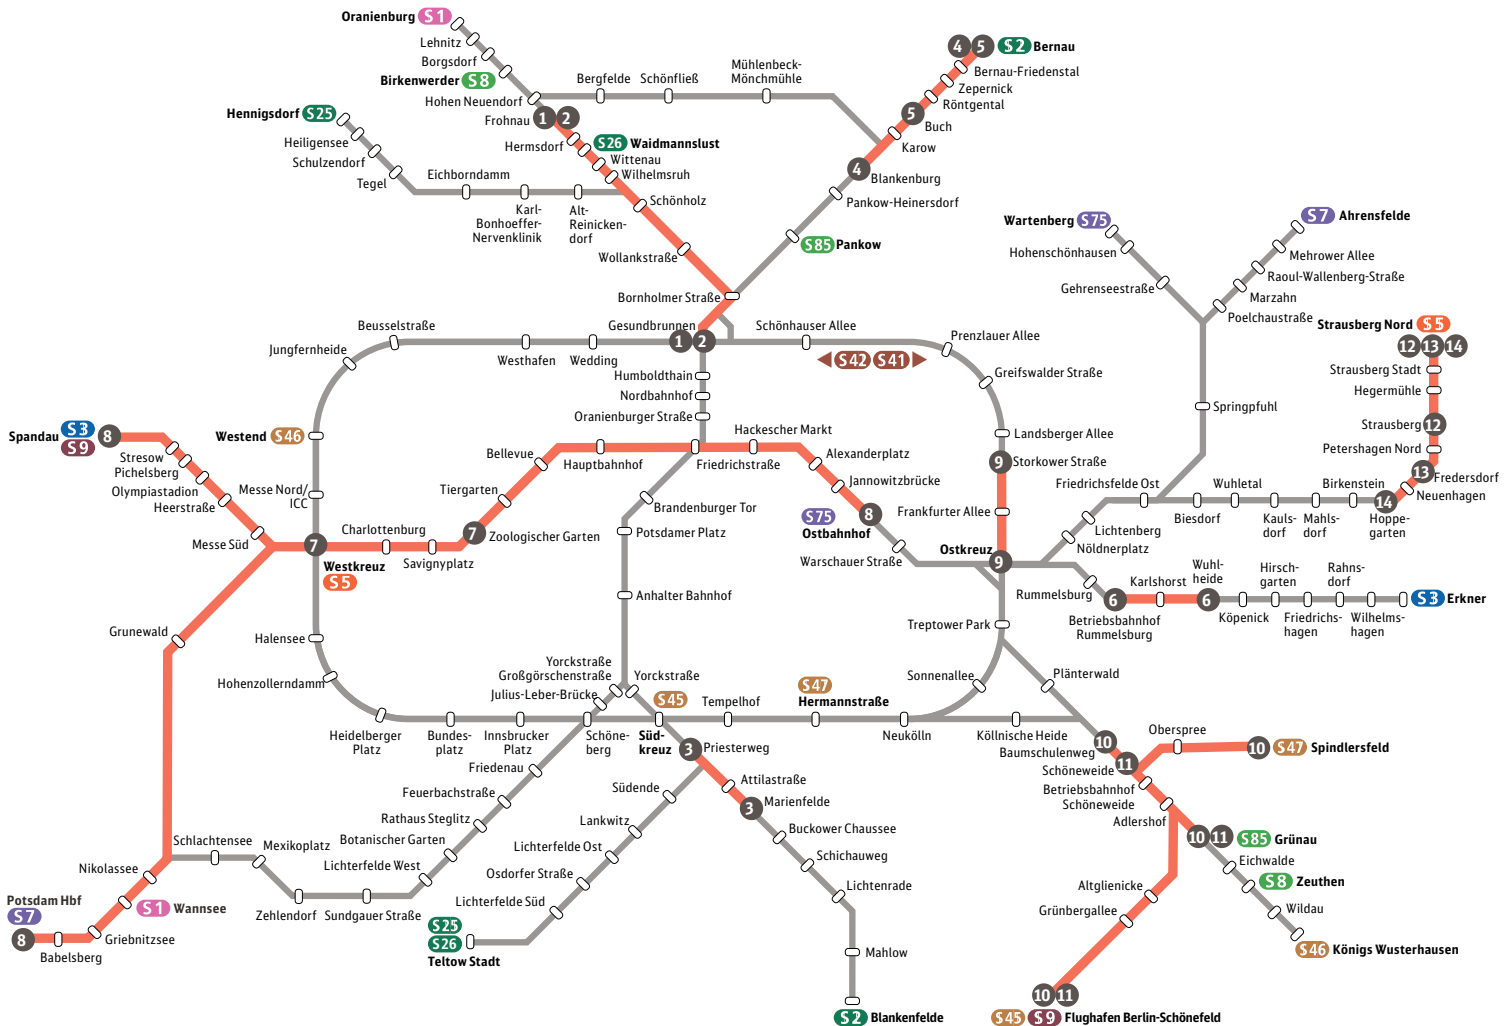 Oranienburg S1
Lehnitz
Borgsdorf
Birkenwerder S8
Hohen Neuendorf
Bergfelde
Schönfließ
Mühlenbeck-
Mönchmühle
4 5 S2 Bernau
Bernau-Friedenstal
Zepernick
Röntgental
5
Buch
Karow
4
Blankenburg
Pankow-Heinersdorf
S85 Pankow
Hennigsdorf S25
Heiligensee
Schulzendorf
Tegel
Eichborndamm
Karl-
Bonhoeffer-
Nervenklinik
Alt-
Reinicken-
dorf
Frohnau 1 2
Hermsdorf
S26 Waidmannslust
Wittenau
Wilhelmsruh
Schönholz
Wollankstraße
Bornholmer Straße
Gesundbrunnen
1 2
Schönhauser Allee
S42 S41
Prenzlauer Allee
Greifswalder Straße
Beusselstraße
Jungfernheide
Westhafen
Wedding
Humboldthain
Nordbahnhof
Oranienburger Straße
Wartenberg S75
Hohenschönhausen
Gehrenseestraße
S7 Ahrensfelde
Mehrower Allee
Raoul-Wallenberg-Straße
Marzahn
Poelchaustraße
Springpfuhl
Strausberg Nord S5
12 13 14
Strausberg Stadt
Hegermühle
Strausberg 12
Petershagen Nord
13 Fredersdorf
Neuenhagen
14
Hoppe-
garten
Birkenstein
Mahls-
dorf
Kauls-
dorf
Wuhletal
Biesdorf
Friedrichsfelde Ost
Lichtenberg
Nöldnerplatz
Spandau S3
S9
8
Stresow
Pichelsberg
Olympiastadion
Heerstraße
Messe Süd
Westend S46
Messe Nord/
ICC
7
Westkreuz
S5
Charlottenburg
Savignyplatz
7
Zoologischer Garten
Tiergarten
Bellevue
Hauptbahnhof
Friedrichstraße
Hackescher Markt
Alexanderplatz
Jannowitzbrücke
S75
Ostbahnhof
8
Warschauer Straße
Landsberger Allee
9 Storkower Straße
Frankfurter Allee
Ostkreuz
9
Rummelsburg
6
Betriebsbahnhof
Rummelsburg
Karlshorst
Wuhl-
heide
6
Köpenick
Hirsch-
garten
Friedrichs-
hagen
Rahns-
dorf
Wilhelms-
hagen
S3 Erkner
Brandenburger Tor
Potsdamer Platz
Anhalter Bahnhof
Yorckstraße
Großgörschenstraße
Yorckstraße
Julius-Leber-Brücke
Grunewald
Halensee
Hohenzollerndamm
Heidelberger
Platz
Bundes-
platz
Innsbrucker
Platz
Schöne-
berg
S45
Süd-
kreuz
Tempelhof
S47
Hermannstraße
Neukölln
Sonnenallee
Treptower Park
Plänterwald
Köllnische Heide
Baumschulenweg
10
Schöneweide 11
Betriebsbahnhof
Schöneweide
Adlershof
Oberspree
10 S47 Spindlersfeld
10 11 S85 Grünau
Eichwalde
S8 Zeuthen
Wildau
S46 Königs Wusterhausen
Altglienicke
Grünbergallee
10 11
S45 S9 Flughafen Berlin-Schönefeld
3 Priesterweg
Attilastraße
3 Marienfelde
Buckower Chaussee
Schichauweg
Lichtenrade
Mahlow
S2 Blankenfelde
Südende
Lankwitz
Lichterfelde Ost
Osdorfer Straße
Lichterfelde Süd
S25
S26
Teltow Stadt
Friedenau
Feuerbachstraße
Rathaus Steglitz
Botanischer Garten
Lichterfelde West
Sundgauer Straße
Zehlendorf
Mexikoplatz
Schlachtensee
Nikolassee
S1 Wannsee
Griebnitzsee
Babelsberg
Potsdam Hbf
S7
8